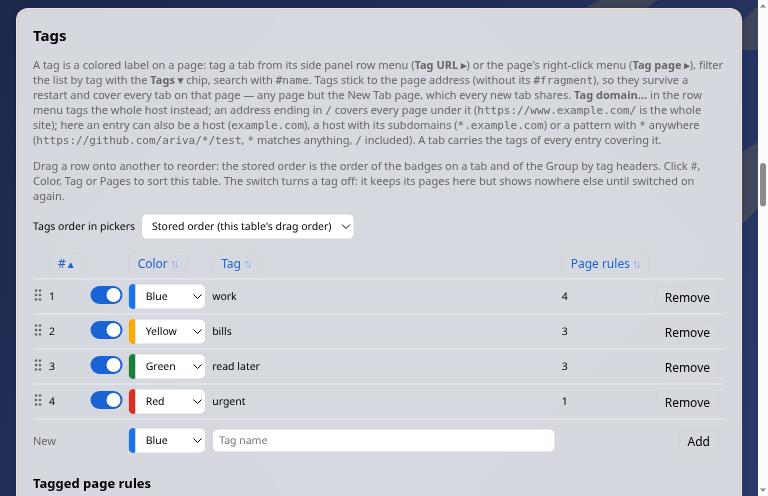 Tags
A tag is a colored label on a page: tag a tab from its side panel row menu (Tag URL ▸) or the page's right-click menu (Tag page ▸), filter
the list by tag with the Tags ▾ chip, search with #name. Tags stick to the page address (without its #fragment), so they survive a
restart and cover every tab on that page — any page but the New Tab page, which every new tab shares. Tag domain… in the row
menu tags the whole host instead; an address ending in / covers every page under it (https://www.example.com/ is the whole
site); here an entry can also be a host (example.com), a host with its subdomains (*.example.com) or a pattern with * anywhere
(https://github.com/ariva/*/test, * matches anything, / included). A tab carries the tags of every entry covering it.
Drag a row onto another to reorder: the stored order is the order of the badges on a tab and of the Group by tag headers. Click #,
Color, Tag or Pages to sort this table. The switch turns a tag off: it keeps its pages here but shows nowhere else until switched on
again.
Tags order in pickers Stored order (this table's drag order)
# ▴ Color ↑↓ Tag ↑↓ Page rules ↑↓
1 Blue work 4 Remove
2 Yellow bills 3 Remove
3 Green read later 3 Remove
4 Red urgent 1 Remove
New Blue Tag name Add
Tagged page rules